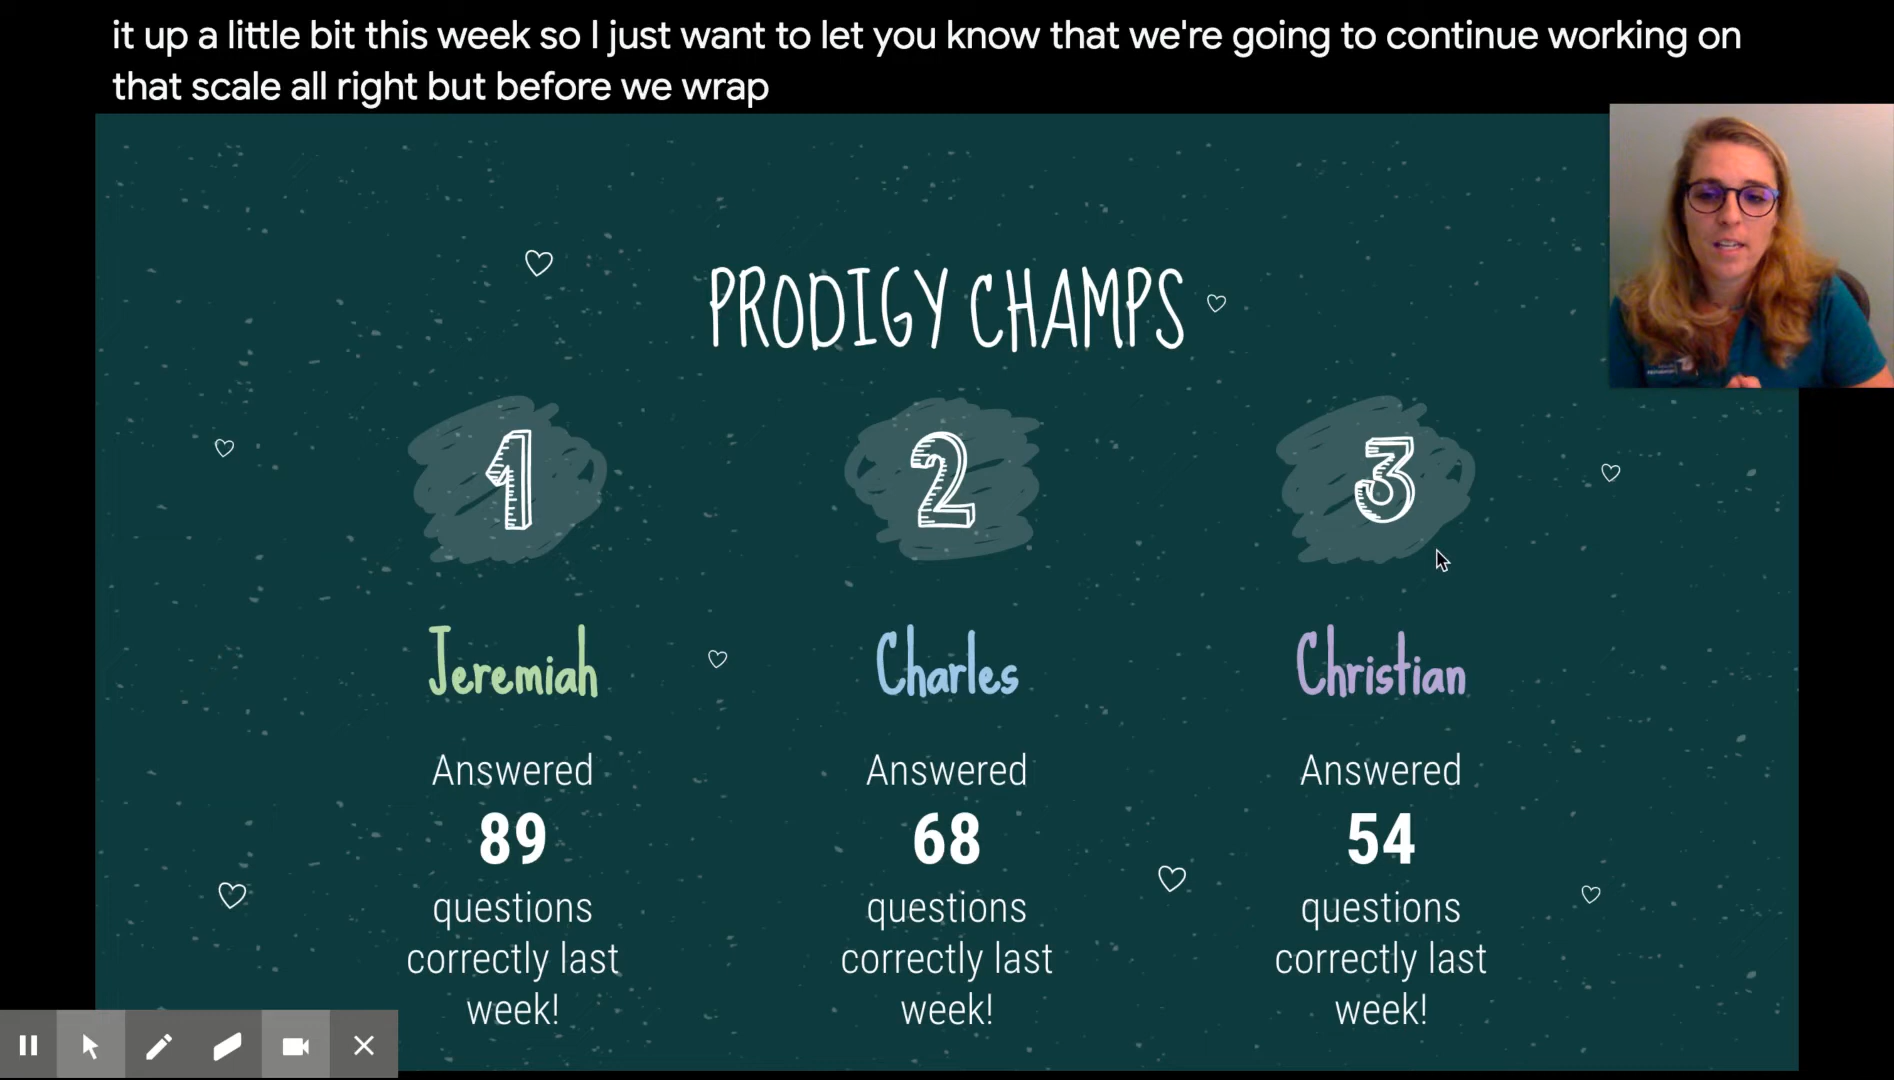 it up a little bit this week so I just want to let you know that we're going to continue working on
that scale all right but before we wrap
PRODIGY CHAMPS
1
2
3
Jeremiah
Charles
Christian
Answered
89
questions
correctly last
week!
Answered
68
questions
correctly last
week!
Answered
54
questions
correctly last
week!